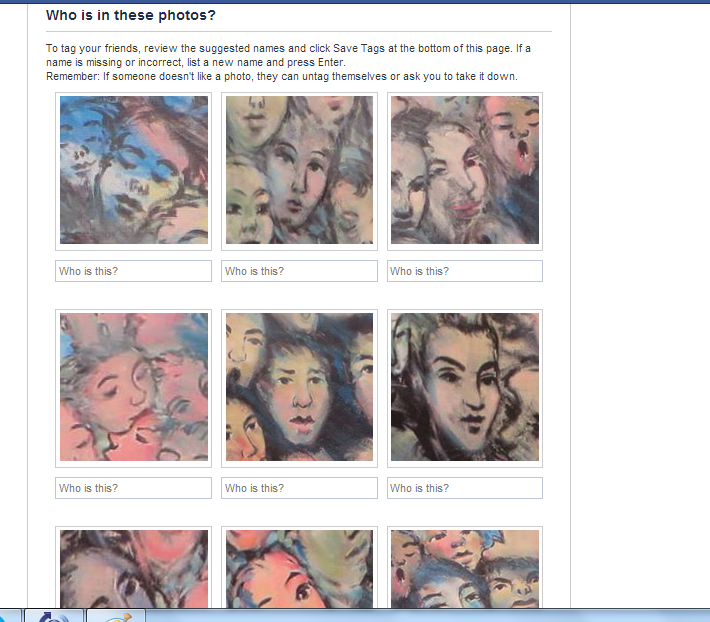 Who is in these photos?
To tag your friends, review the suggested names and click Save Tags at the bottom of this page. If a
name is missing or incorrect, list a new name and press Enter.
Remember: If someone doesn't like a photo, they can untag themselves or ask you to take it down.
Who is this? Who is this? Who is this?
Who is this? Who is this? Who is this?